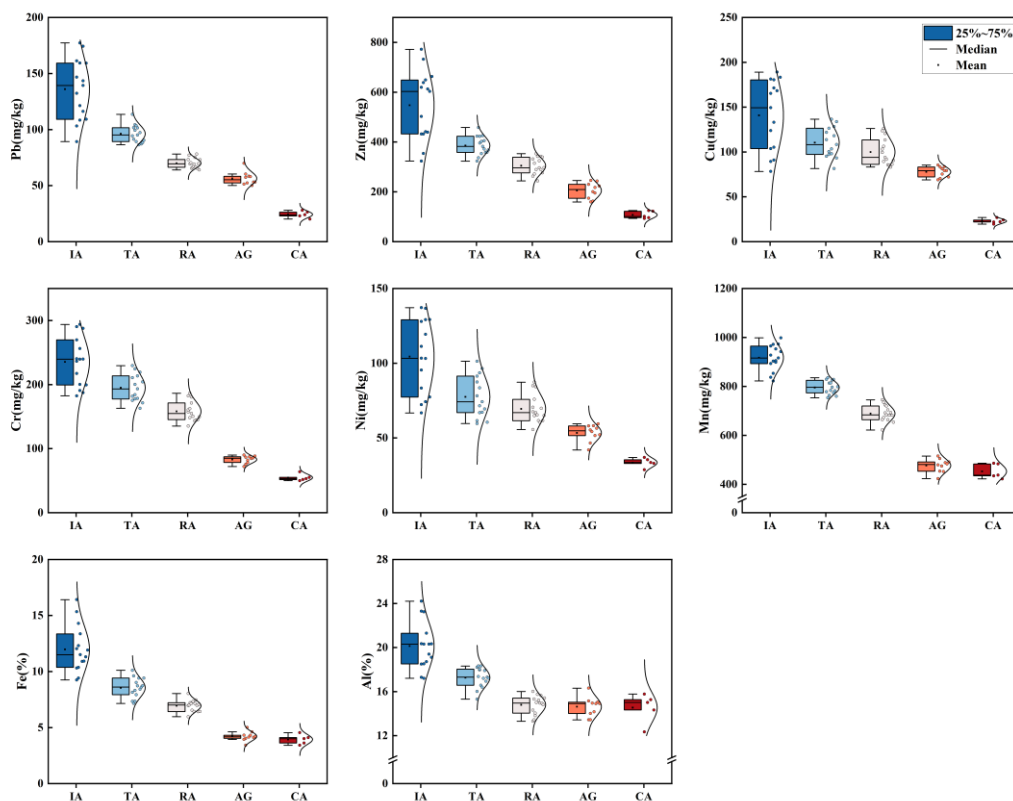 Pb(mg/kg)
200
150
100
50
0
IA TA RA AG CA
Zn(mg/kg)
800
600
400
200
0
IA TA RA AG CA
Cu(mg/kg)
250
200
150
100
50
0
IA TA RA AG CA
25%~75%
Median
Mean
Cr(mg/kg)
300
200
100
0
IA TA RA AG CA
Ni(mg/kg)
150
100
50
0
IA TA RA AG CA
Mn(mg/kg)
1200
1000
800
600
400
0
IA TA RA AG CA
Fe(%)
20
15
10
5
0
IA TA RA AG CA
Al(%)
28
24
20
16
12
0
IA TA RA AG CA